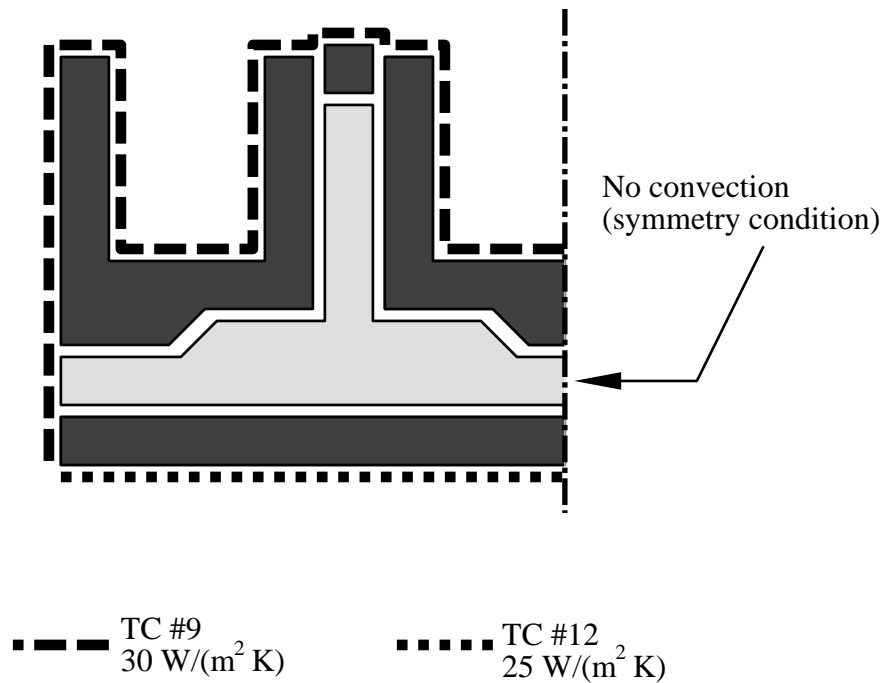 No convection
(symmetry condition)
TC #9
30 W/(m² K)
TC #12
25 W/(m² K)